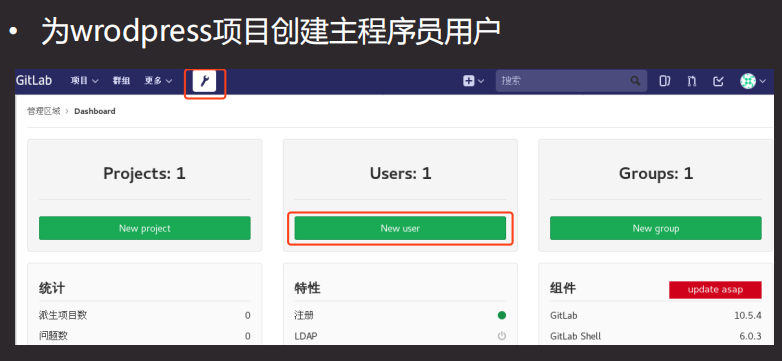 • 为wrodpress项目创建主程序员用户
GitLab 项目 群组 更多 搜索
管理区域 > Dashboard
Projects: 1
New project
Users: 1
New user
Groups: 1
New group
统计
派生项目数 0
问题数 0
特性
注册
LDAP
组件 update asap
GitLab 10.5.4
GitLab Shell 6.0.3